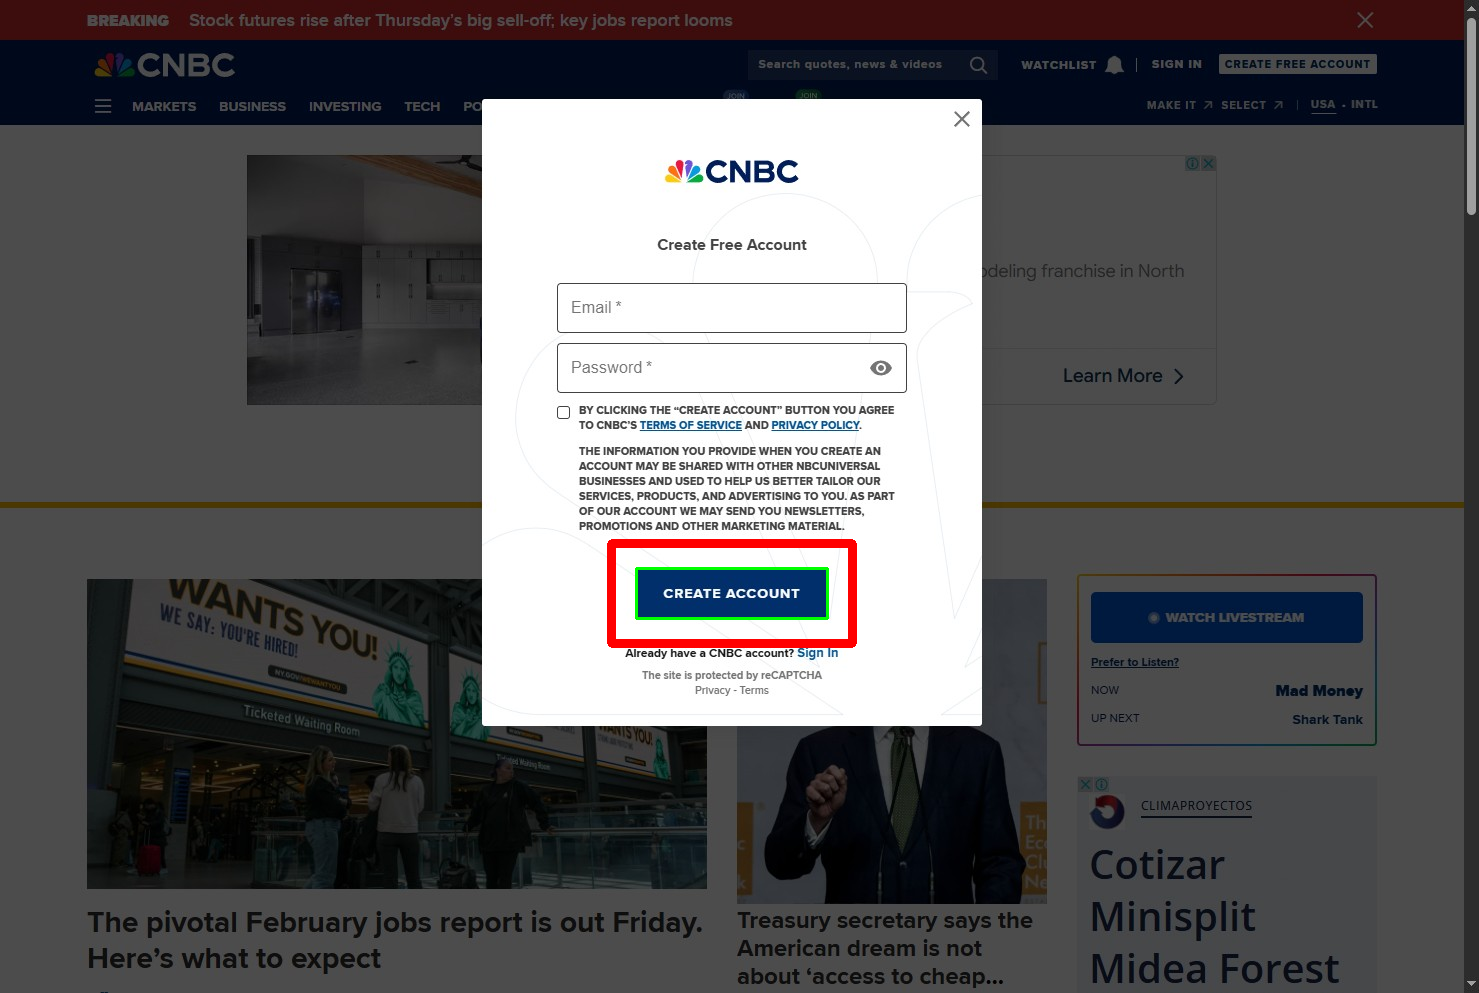 BREAKING Stock futures rise after Thursday's big sell-off; key jobs report looms
CNBC
Search quotes, news & videos
WATCHLIST
SIGN IN
CREATE FREE ACCOUNT
MARKETS BUSINESS INVESTING TECH PO
JOIN
JOIN
MAKE IT SELECT USA - INTL
CNBC
Create Free Account
Email *
Password *
BY CLICKING THE “CREATE ACCOUNT” BUTTON YOU AGREE
TO CNBC’S TERMS OF SERVICE AND PRIVACY POLICY.
THE INFORMATION YOU PROVIDE WHEN YOU CREATE AN
ACCOUNT MAY BE SHARED WITH OTHER NBCUNIVERSAL
BUSINESSES AND USED TO HELP US BETTER TAILOR OUR
SERVICES, PRODUCTS, AND ADVERTISING TO YOU. AS PART
OF OUR ACCOUNT WE MAY SEND YOU NEWSLETTERS,
PROMOTIONS AND OTHER MARKETING MATERIAL.
CREATE ACCOUNT
Already have a CNBC account? Sign In
The site is protected by reCAPTCHA
Privacy - Terms
odeling franchise in North
Learn More
WANTS YOU!
WE SAY: YOU'RE HIRED!
Ticketed Waiting Room
WANTS YOU!
Ticketed Waiting Room
The pivotal February jobs report is out Friday.
Here’s what to expect
The
Eco
Clu
Ne
Treasury secretary says the
American dream is not
about ‘access to cheap...
WATCH LIVESTREAM
Prefer to Listen?
NOW Mad Money
UP NEXT Shark Tank
CLIMAPROYECTOS
Cotizar
Minisplit
Midea Forest